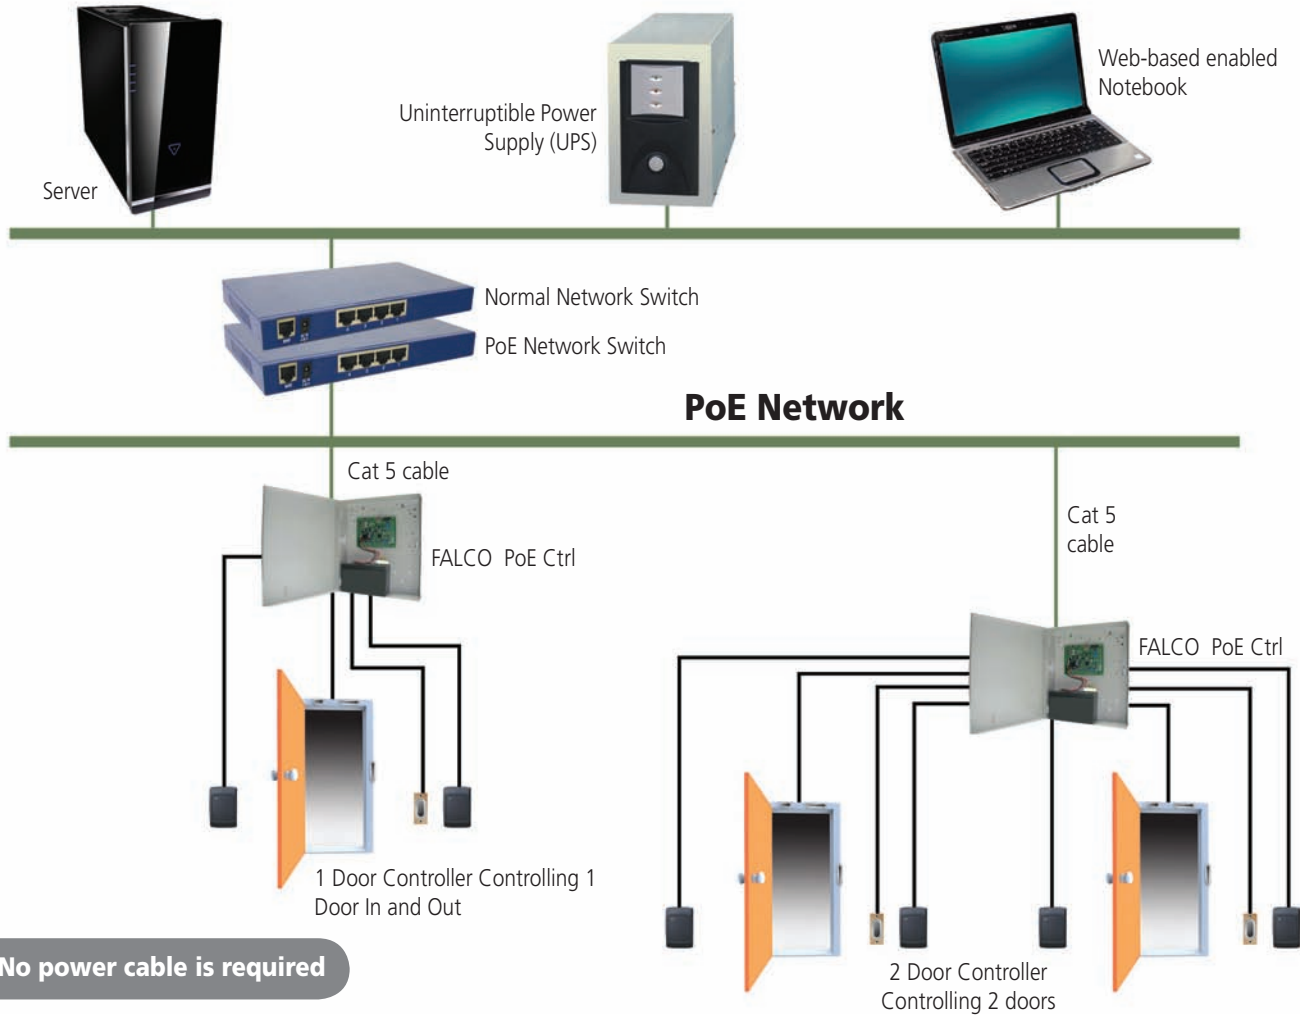 Server
Uninterruptible Power
Supply (UPS)
Web-based enabled
Notebook
Normal Network Switch
PoE Network Switch
PoE Network
Cat 5 cable
FALCO PoE Ctrl
Cat 5
cable
FALCO PoE Ctrl
1 Door Controller Controlling 1
Door In and Out
No power cable is required
2 Door Controller
Controlling 2 doors